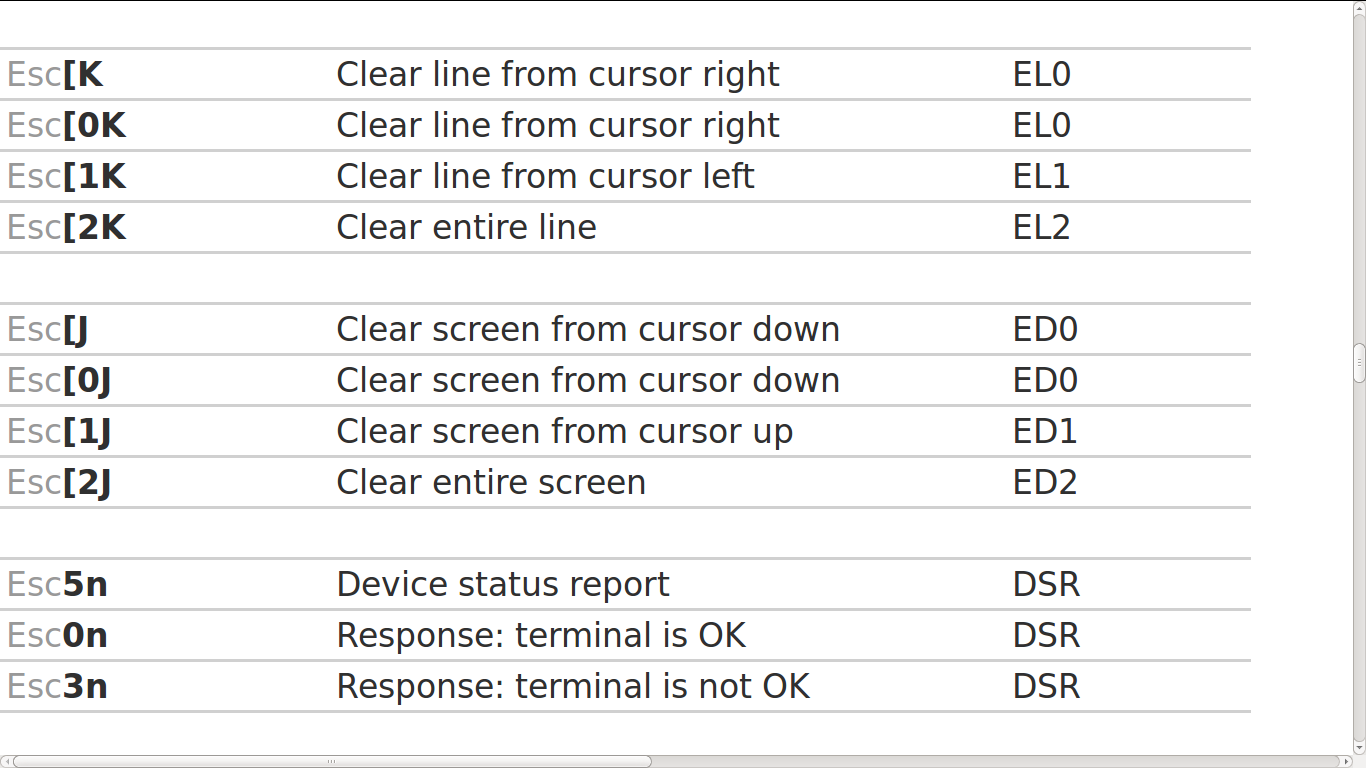 Esc[K Clear line from cursor right EL0
Esc[0K Clear line from cursor right EL0
Esc[1K Clear line from cursor left EL1
Esc[2K Clear entire line EL2
Esc[J Clear screen from cursor down ED0
Esc[0J Clear screen from cursor down ED0
Esc[1J Clear screen from cursor up ED1
Esc[2J Clear entire screen ED2
Esc5n Device status report DSR
Esc0n Response: terminal is OK DSR
Esc3n Response: terminal is not OK DSR